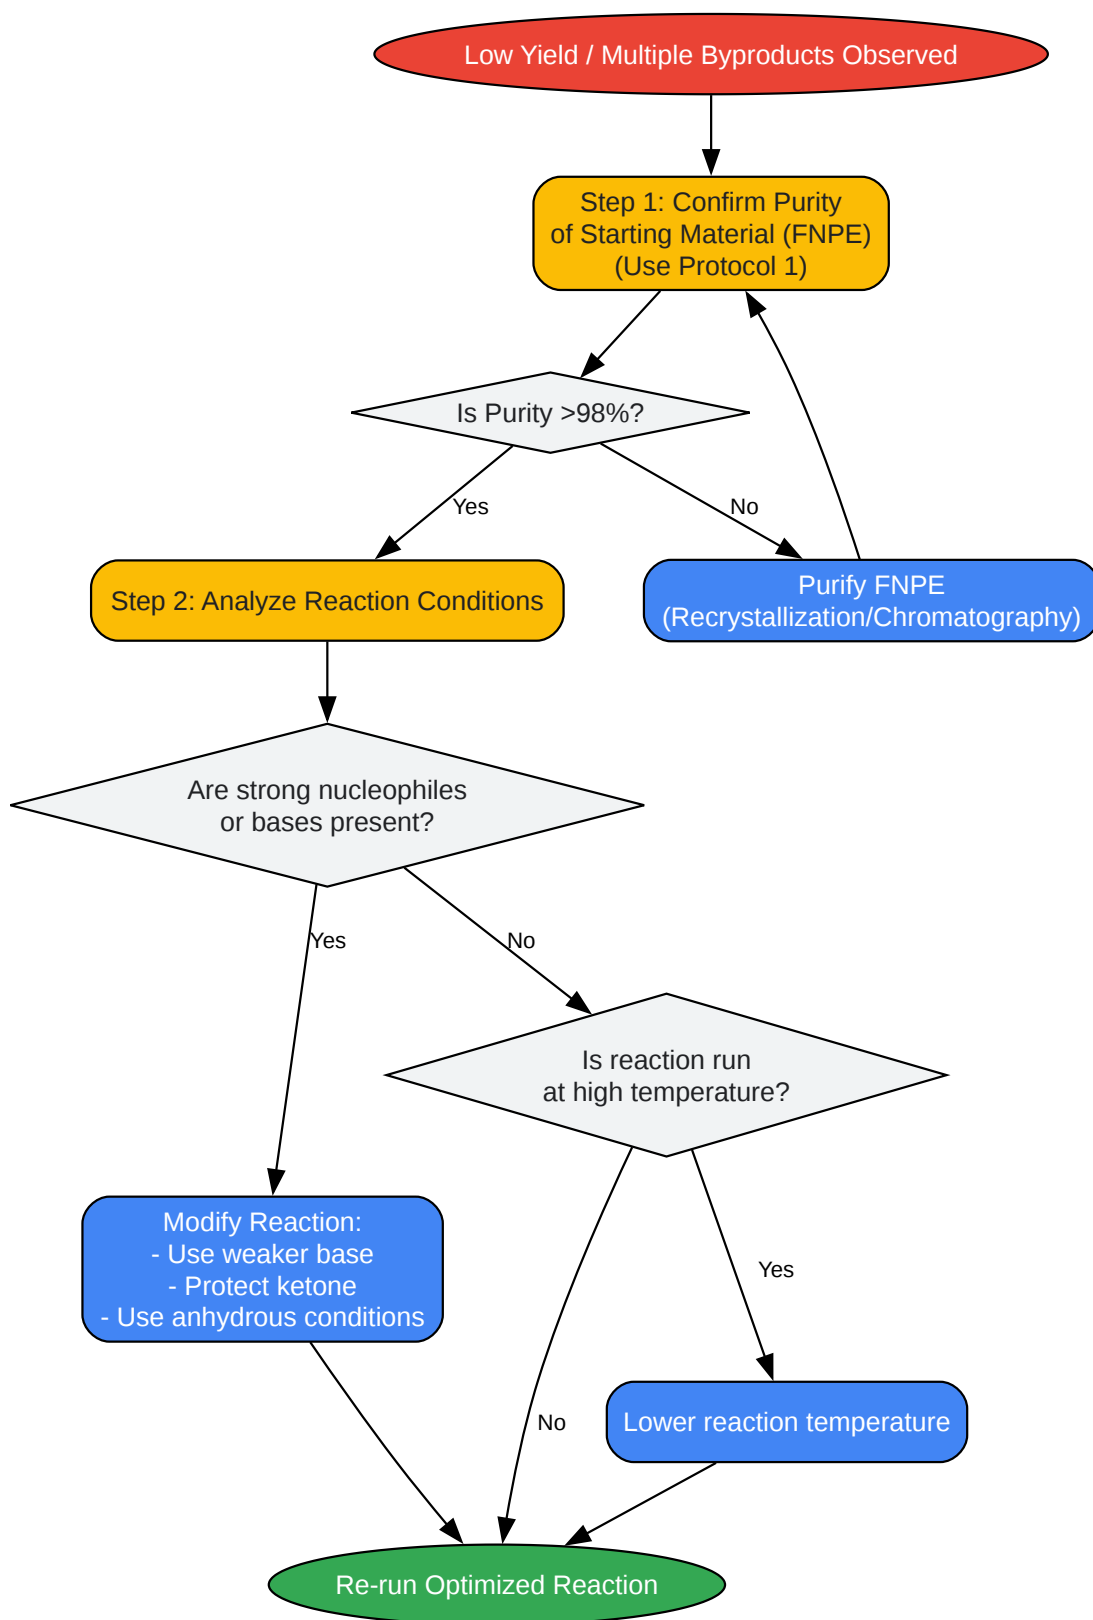 Low Yield / Multiple Byproducts Observed
Step 1: Confirm Purity
of Starting Material (FNPE)
(Use Protocol 1)
Is Purity >98%?
Yes
No
Step 2: Analyze Reaction Conditions
Purify FNPE
(Recrystallization/Chromatography)
Are strong nucleophiles
or bases present?
Yes
No
Is reaction run
at high temperature?
Modify Reaction:
- Use weaker base
- Protect ketone
- Use anhydrous conditions
Yes
No
Lower reaction temperature
Re-run Optimized Reaction